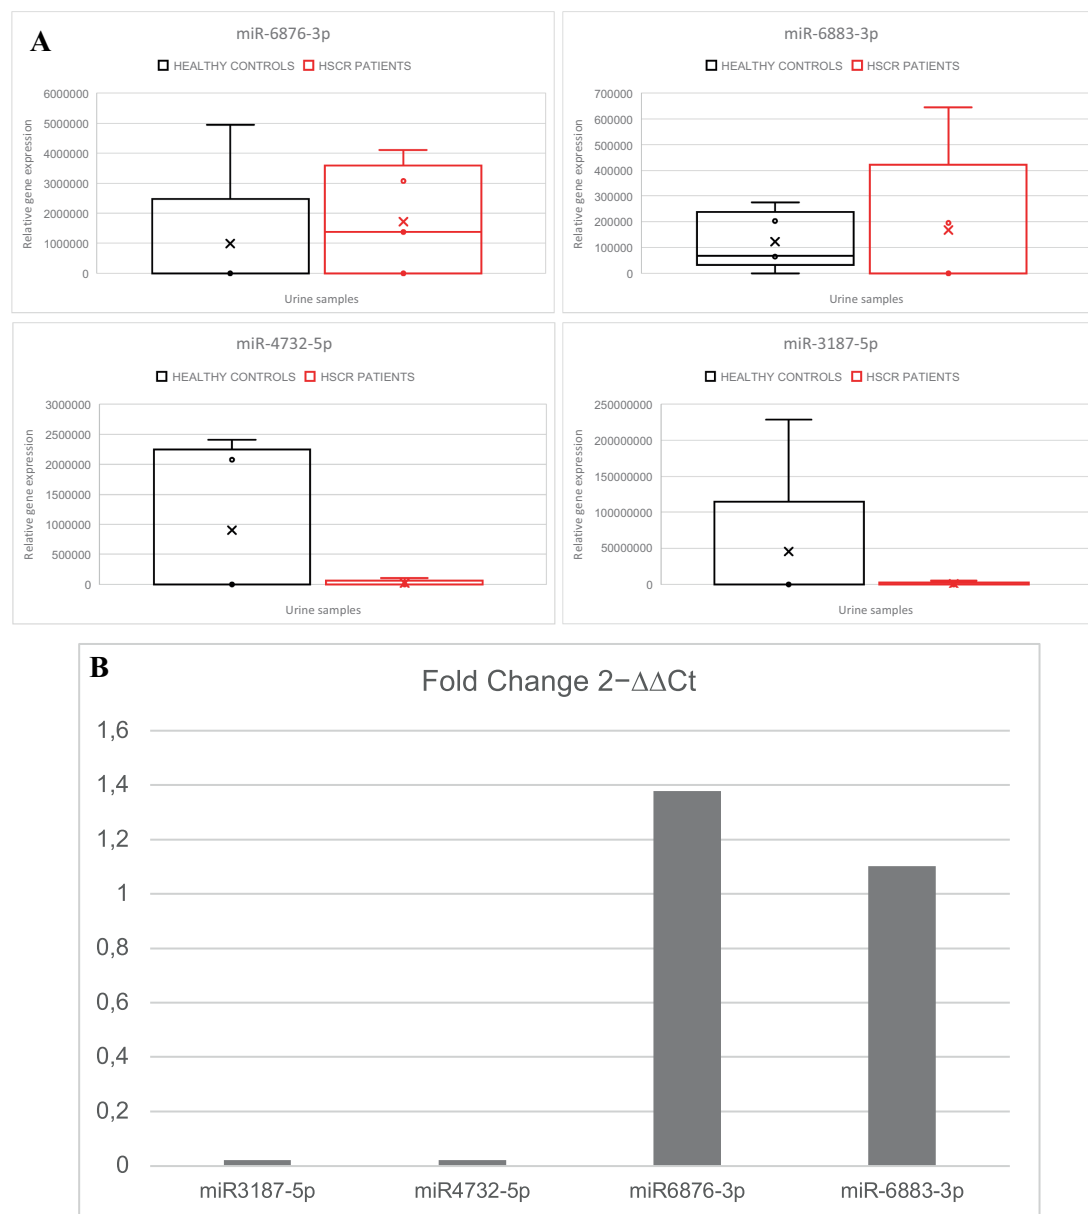 A
miR-6876-3p
HEALTHY CONTROLS HSCR PATIENTS
Relative gene expression
6000000
5000000
4000000
3000000
2000000
1000000
0
Urine samples
miR-6883-3p
HEALTHY CONTROLS HSCR PATIENTS
Relative gene expression
700000
600000
500000
400000
300000
200000
100000
0
Urine samples
miR-4732-5p
HEALTHY CONTROLS HSCR PATIENTS
Relative gene expression
3000000
2500000
2000000
1500000
1000000
500000
0
Urine samples
miR-3187-5p
HEALTHY CONTROLS HSCR PATIENTS
Relative gene expression
250000000
200000000
150000000
100000000
50000000
0
Urine samples
B
Fold Change 2−∆∆Ct
1,6
1,4
1,2
1
0,8
0,6
0,4
0,2
0
miR3187-5p miR4732-5p miR6876-3p miR-6883-3p